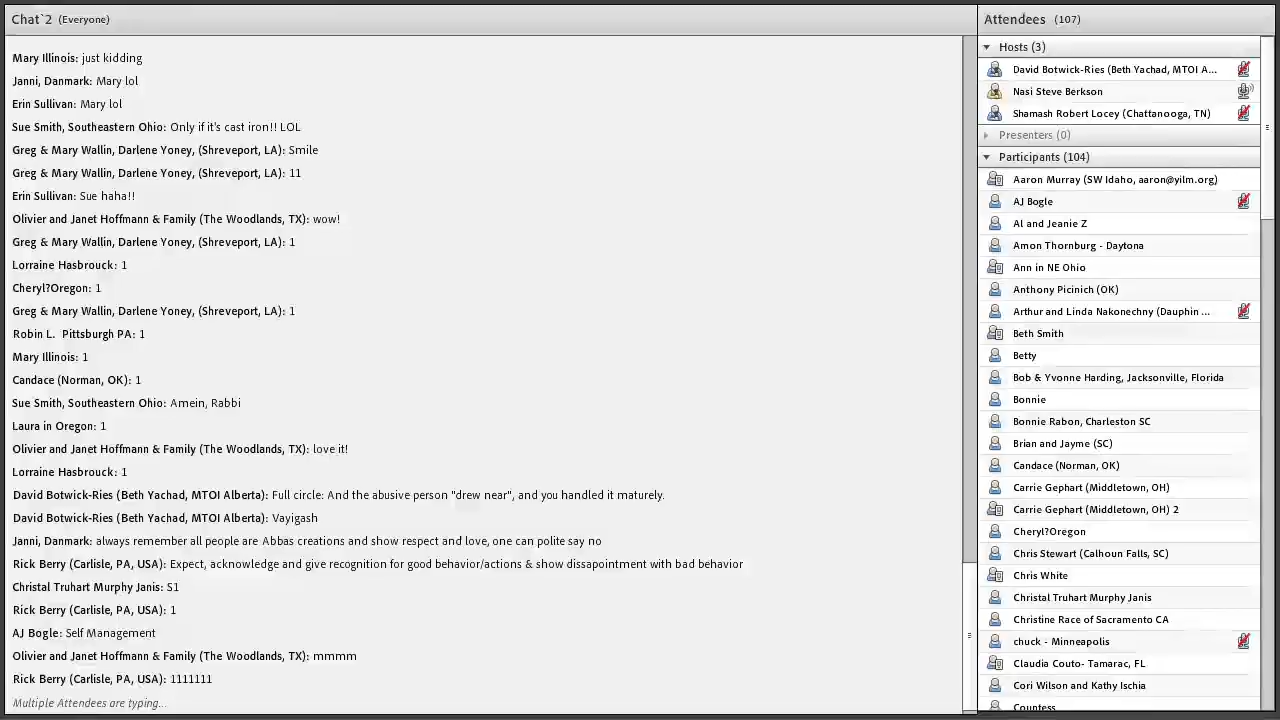 Chat`2 (Everyone)
Mary Illinois: just kidding
Janni, Danmark: Mary lol
Erin Sullivan: Mary lol
Sue Smith, Southeastern Ohio: Only if it's cast iron!! LOL
Greg & Mary Wallin, Darlene Yoney, (Shreveport, LA): Smile
Greg & Mary Wallin, Darlene Yoney, (Shreveport, LA): 11
Erin Sullivan: Sue haha!!
Olivier and Janet Hoffmann & Family (The Woodlands, TX): wow!
Greg & Mary Wallin, Darlene Yoney, (Shreveport, LA): 1
Lorraine Hasbrouck: 1
Cheryl?Oregon: 1
Greg & Mary Wallin, Darlene Yoney, (Shreveport, LA): 1
Robin L. Pittsburgh PA: 1
Mary Illinois: 1
Candace (Norman, OK): 1
Sue Smith, Southeastern Ohio: Amein, Rabbi
Laura in Oregon: 1
Olivier and Janet Hoffmann & Family (The Woodlands, TX): love it!
Lorraine Hasbrouck: 1
David Botwick-Ries (Beth Yachad, MTOI Alberta): Full circle: And the abusive person "drew near", and you handled it maturely.
David Botwick-Ries (Beth Yachad, MTOI Alberta): Vayigash
Janni, Danmark: always remember all people are Abbas creations and show respect and love, one can polite say no
Rick Berry (Carlisle, PA, USA): Expect, acknowledge and give recognition for good behavior/actions & show dissapointment with bad behavior
Christal Truhart Murphy Janis: S1
Rick Berry (Carlisle, PA, USA): 1
AJ Bogle: Self Management
Olivier and Janet Hoffmann & Family (The Woodlands, TX): mmmm
Rick Berry (Carlisle, PA, USA): 1111111
Multiple Attendees are typing...
Attendees (107)
Hosts (3)
David Botwick-Ries (Beth Yachad, MTOI A...
Nasi Steve Berkson
Shamash Robert Locey (Chattanooga, TN)
Presenters (0)
Participants (104)
Aaron Murray (SW Idaho, aaron@yilm.org)
AJ Bogle
Al and Jeanie Z
Amon Thornburg - Daytona
Ann in NE Ohio
Anthony Picinich (OK)
Arthur and Linda Nakonechny (Dauphin ...
Beth Smith
Betty
Bob & Yvonne Harding, Jacksonville, Florida
Bonnie
Bonnie Rabon, Charleston SC
Brian and Jayme (SC)
Candace (Norman, OK)
Carrie Gephart (Middletown, OH)
Carrie Gephart (Middletown, OH) 2
Cheryl?Oregon
Chris Stewart (Calhoun Falls, SC)
Chris White
Christal Truhart Murphy Janis
Christine Race of Sacramento CA
chuck - Minneapolis
Claudia Couto- Tamarac, FL
Cori Wilson and Kathy Ischia
Countess